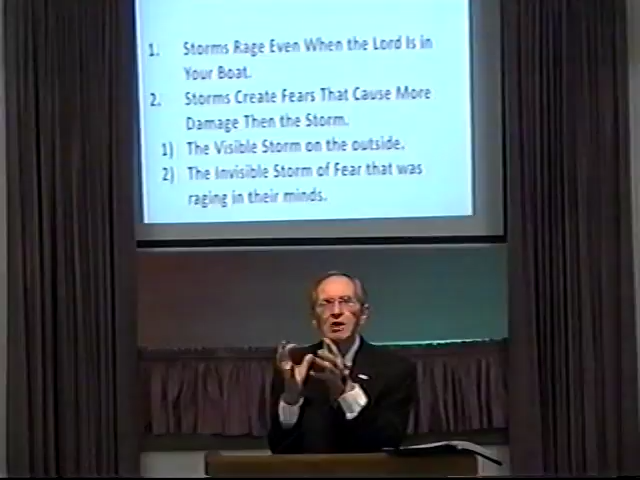 1. Storms Rage Even When the Lord Is in
Your Boat.
2. Storms Create Fears That Cause More
Damage Then the Storm.
1) The Visible Storm on the outside.
2) The Invisible Storm of Fear that was
raging in their minds.